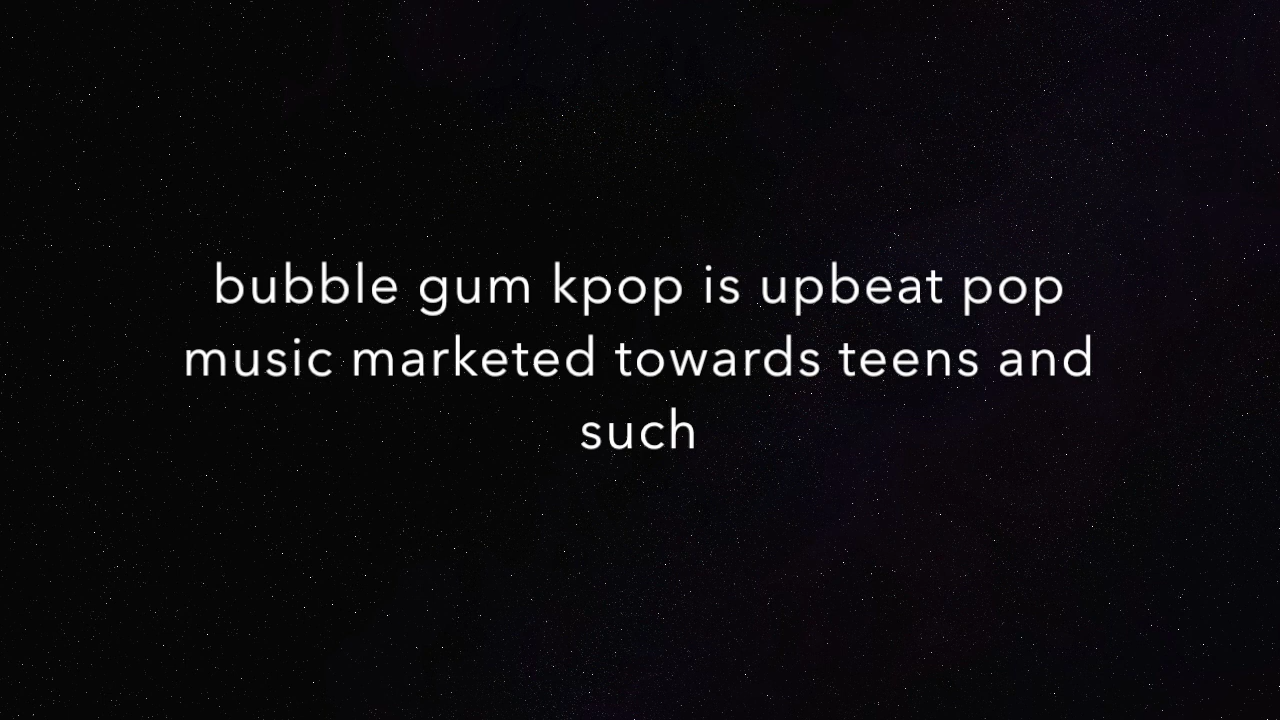 bubble gum kpop is upbeat pop
music marketed towards teens and
such